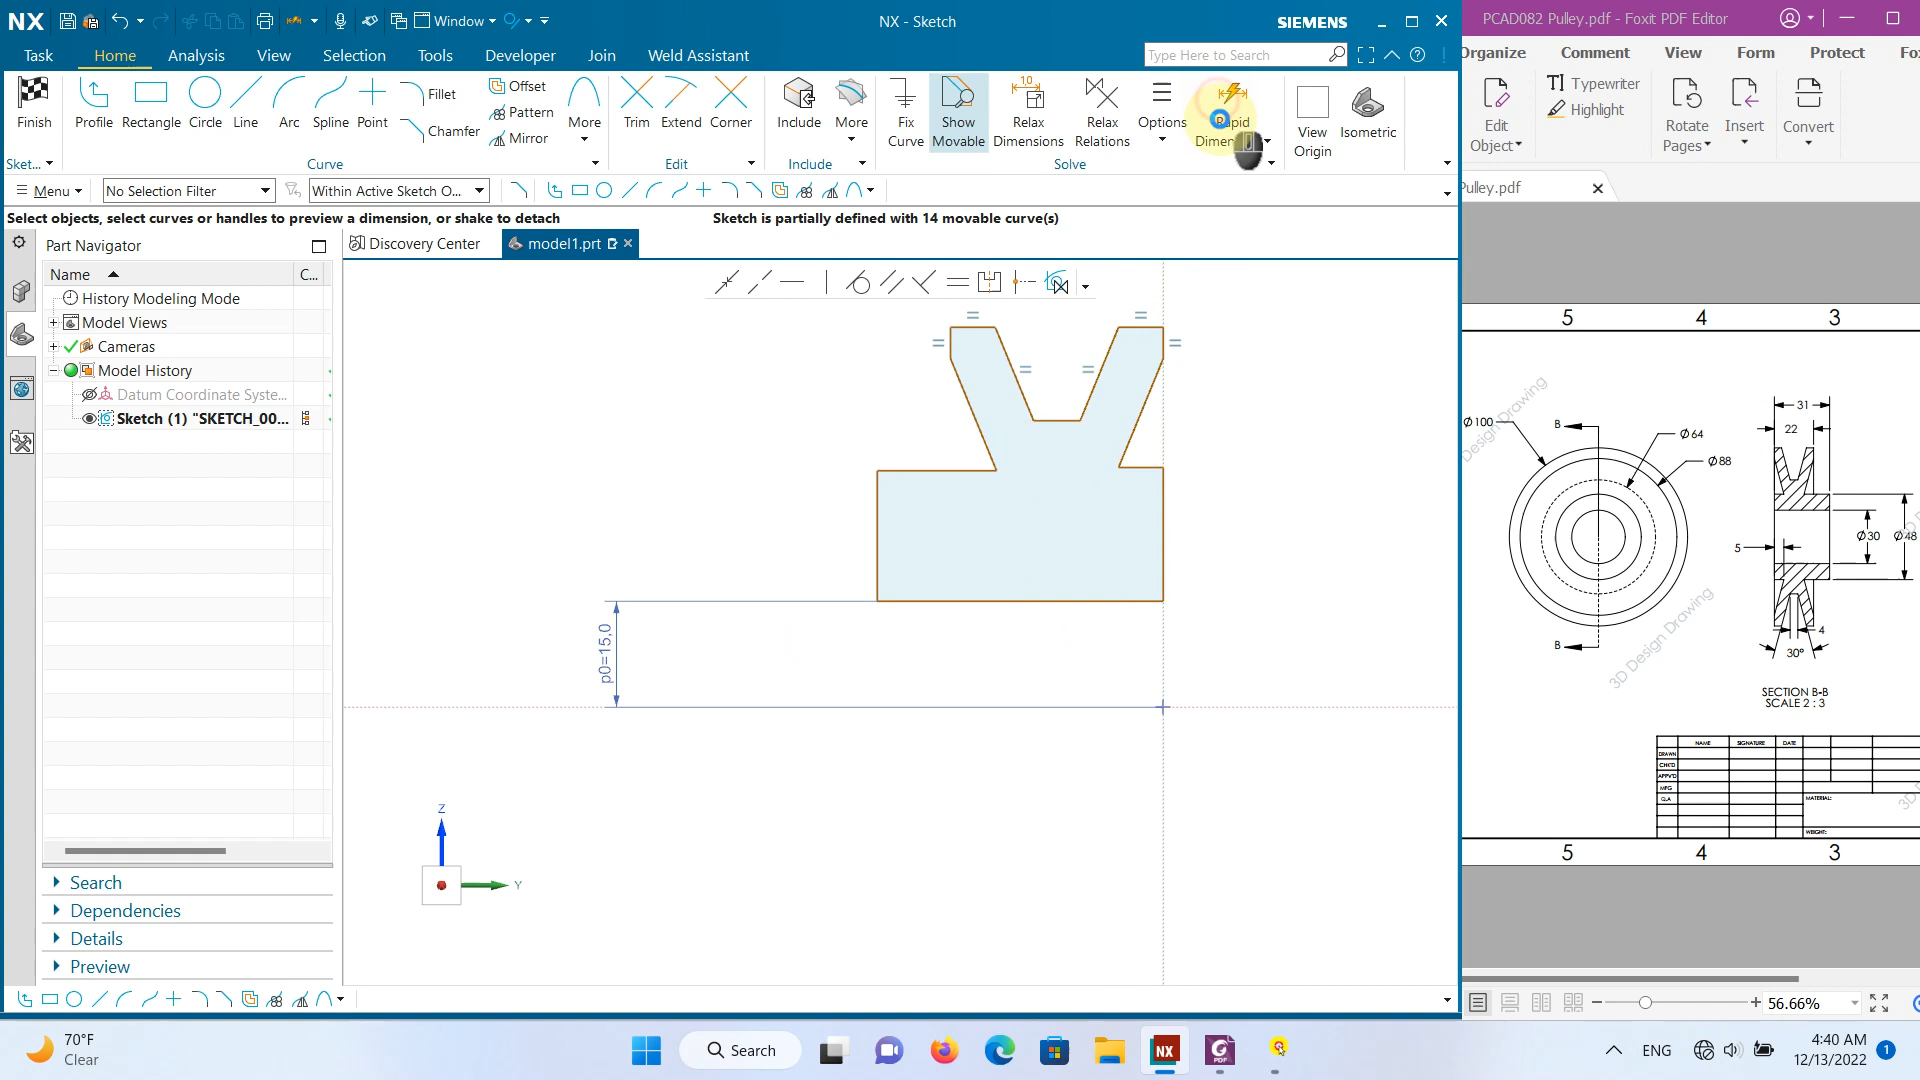 NX
Window
NX - Sketch
SIEMENS
PCAD082 Pulley.pdf - Foxit PDF Editor
Task
Home
Analysis
View
Selection
Tools
Developer
Join
Weld Assistant
Type Here to Search
Organize
Comment
View
Form
Protect
Finish
Profile
Rectangle
Circle
Line
Arc
Spline
Point
Fillet
Chamfer
Offset
Pattern
Mirror
More
Trim
Extend
Corner
Include
More
Fix
Curve
Show
Movable
Relax
Dimensions
Relax
Relations
Options
Rapid
View
Origin
Isometric
Sket...
Curve
Edit
Include
Solve
Edit
Object
Typewriter
Highlight
Rotate
Pages
Insert
Convert
Menu
No Selection Filter
Within Active Sketch O...
Pulley.pdf
Select objects, select curves or handles to preview a dimension, or shake to detach
Sketch is partially defined with 14 movable curve(s)
Part Navigator
Discovery Center
model1.prt
Name
C...
History Modeling Mode
Model Views
Cameras
Model History
Datum Coordinate Syste...
Sketch (1) "SKETCH_00...
p0=15,0
Z
Y
Search
Dependencies
Details
Preview
5
4
3
3D Design Drawing
Ø100
B
Ø64
Ø88
31
22
5
Ø30
Ø48
B
4
30°
SECTION B-B
SCALE 2 : 3
NAME
SIGNATURE
DATE
DRAWN
CHK'D
APPV'D
MFG
Q.A
MATERIAL:
WEIGHT:
5
4
3
56.66%
70°F
Clear
Search
NX
PDF
ENG
4:40 AM
12/13/2022
1